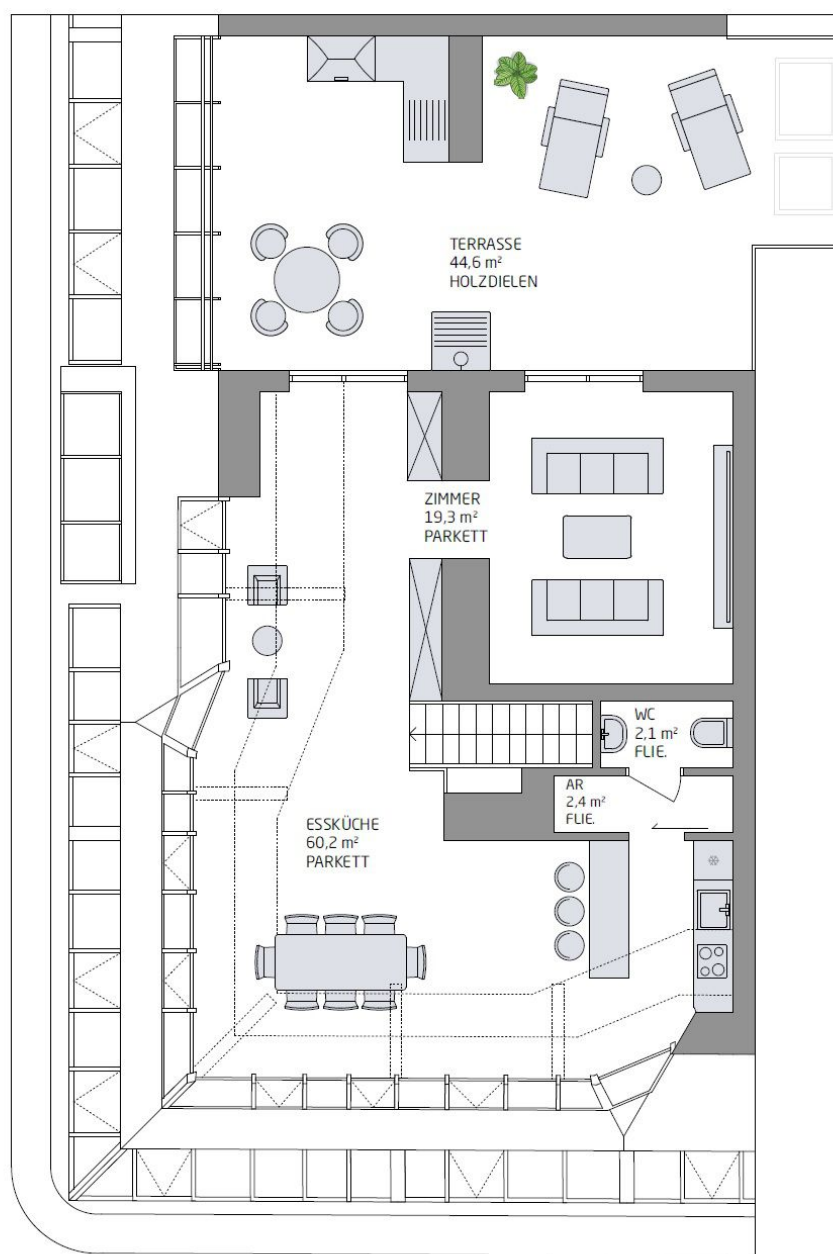 TERRASSE
44,6 m²
HOLZDIELEN
ZIMMER
19,3 m²
PARKETT
WC
2,1 m²
FLIE.
AR
2,4 m²
FLIE.
ESSKÜCHE
60,2 m²
PARKETT